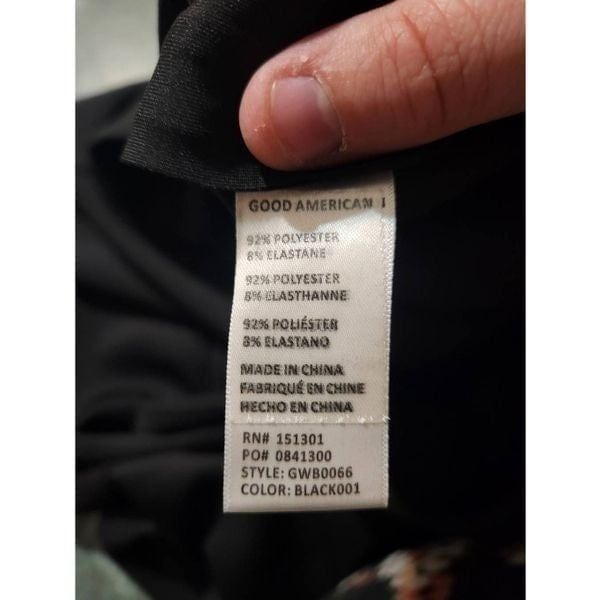 GOOD AMERICAN
92% POLYESTER
8% ELASTANE
92% POLYESTER
8% ELASTHANNE
92% POLIÉSTER
8% ELASTANO
MADE IN CHINA
FABRIQUÉ EN CHINE
HECHO EN CHINA
RN# 151301
PO# 0841300
STYLE: GWB0066
COLOR: BLACK001